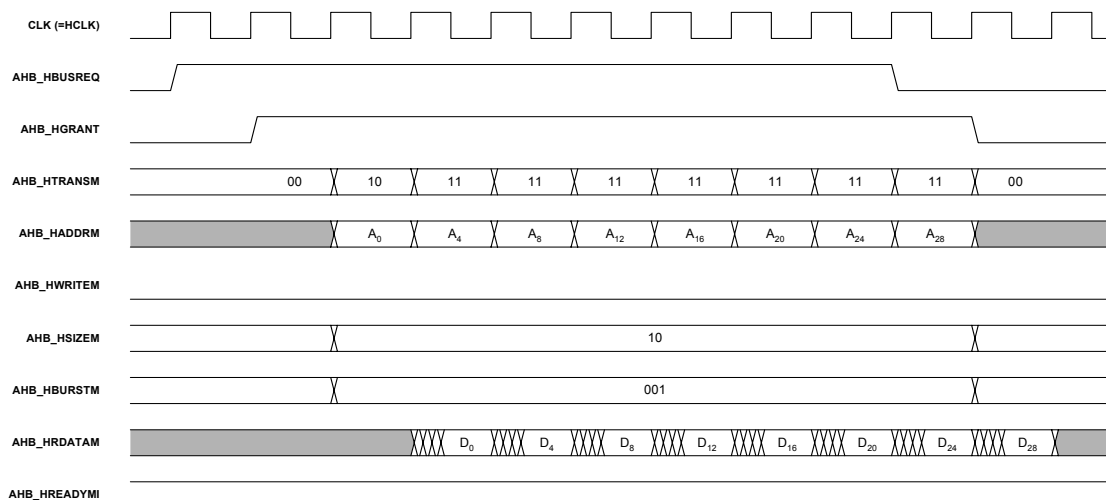 CLK (=HCLK)
AHB_HBUSREQ
AHB_HGRANT
AHB_HTRANSM 00 10 11 11 11 11 11 11 11 00
AHB_HADDRM A0 A4 A8 A12 A16 A20 A24 A28
AHB_HWRITEM
AHB_HSIZEM 10
AHB_HBURSTM 001
AHB_HRDATAM D0 D4 D8 D12 D16 D20 D24 D28
AHB_HREADYMI